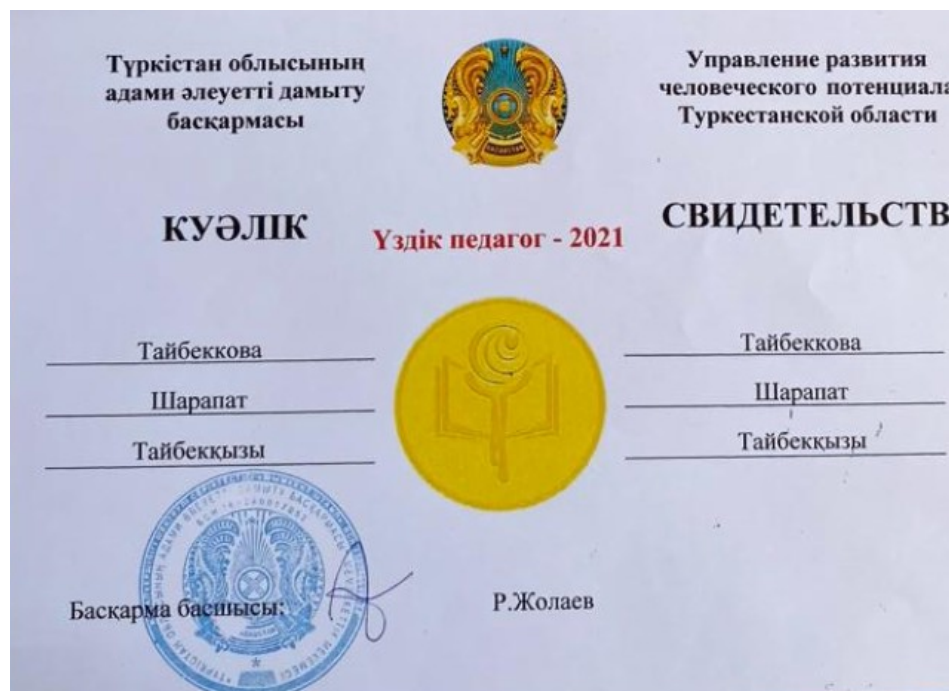 Түркістан облысының
адами әлеуетті дамыту
басқармасы
Управление развития
человеческого потенциала
Туркестанской области
КУӘЛІК
Үздік педагог - 2021
СВИДЕТЕЛЬСТВ
Тайбеккова
Шарапат
Тайбекқызы
Тайбеккова
Шарапат
Тайбекқызы
Басқарма басшысы:
Р.Жолаев